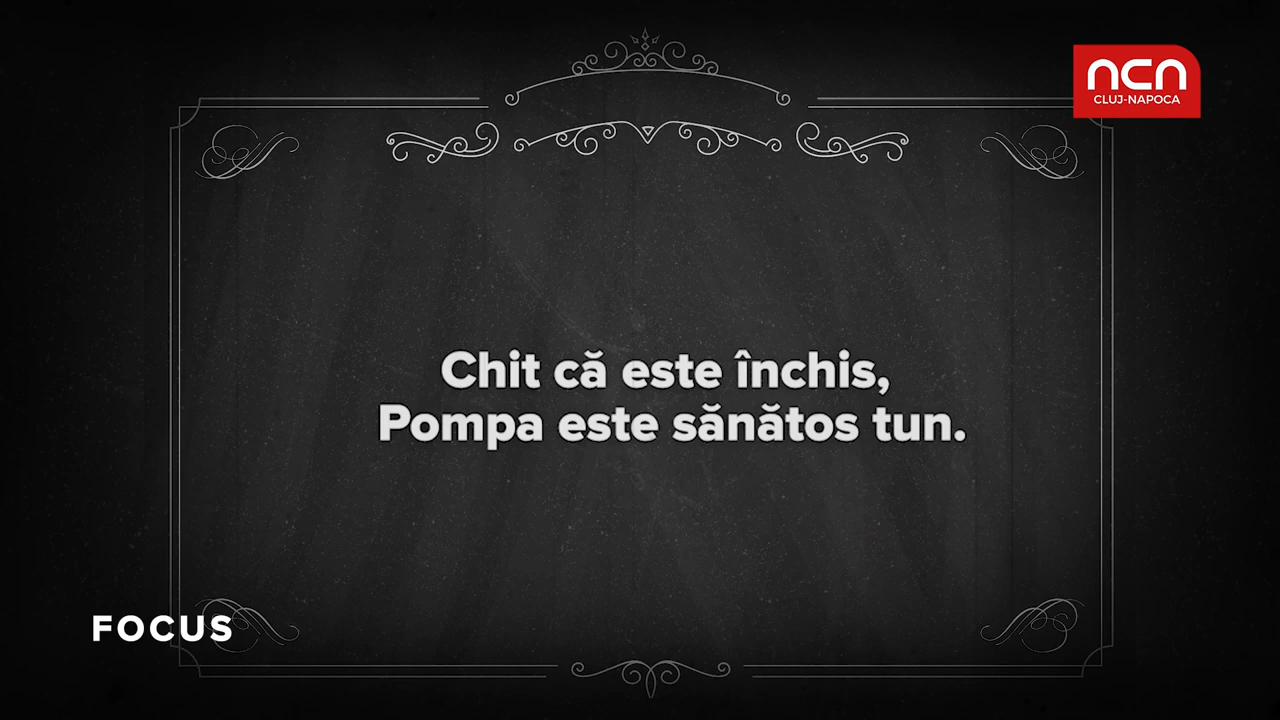 ncn
CLUJ-NAPOCA
Chit că este închis,
Pompa este sănătos tun.
FOCUS